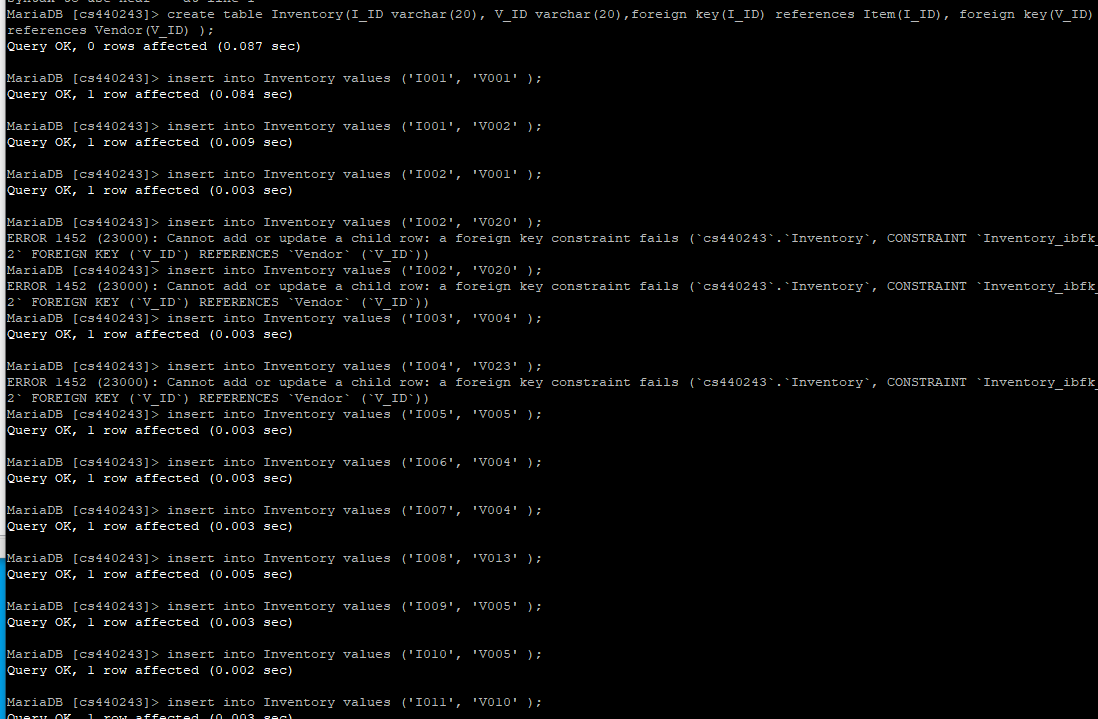 MariaDB [cs440243]> create table Inventory(I_ID varchar(20), V_ID varchar(20),foreign key(I_ID) references Item(I_ID), foreign key(V_ID)
references Vendor(V_ID) );
Query OK, 0 rows affected (0.087 sec)
MariaDB [cs440243]> insert into Inventory values ('I001', 'V001' );
Query OK, 1 row affected (0.084 sec)
MariaDB [cs440243]> insert into Inventory values ('I001', 'V002' );
Query OK, 1 row affected (0.009 sec)
MariaDB [cs440243]> insert into Inventory values ('I002', 'V001' );
Query OK, 1 row affected (0.003 sec)
MariaDB [cs440243]> insert into Inventory values ('I002', 'V020' );
ERROR 1452 (23000): Cannot add or update a child row: a foreign key constraint fails (`cs440243`.`Inventory`, CONSTRAINT `Inventory_ibfk_
2` FOREIGN KEY (`V_ID`) REFERENCES `Vendor` (`V_ID`))
MariaDB [cs440243]> insert into Inventory values ('I002', 'V020' );
ERROR 1452 (23000): Cannot add or update a child row: a foreign key constraint fails (`cs440243`.`Inventory`, CONSTRAINT `Inventory_ibfk_
2` FOREIGN KEY (`V_ID`) REFERENCES `Vendor` (`V_ID`))
MariaDB [cs440243]> insert into Inventory values ('I003', 'V004' );
Query OK, 1 row affected (0.003 sec)
MariaDB [cs440243]> insert into Inventory values ('I004', 'V023' );
ERROR 1452 (23000): Cannot add or update a child row: a foreign key constraint fails (`cs440243`.`Inventory`, CONSTRAINT `Inventory_ibfk_
2` FOREIGN KEY (`V_ID`) REFERENCES `Vendor` (`V_ID`))
MariaDB [cs440243]> insert into Inventory values ('I005', 'V005' );
Query OK, 1 row affected (0.003 sec)
MariaDB [cs440243]> insert into Inventory values ('I006', 'V004' );
Query OK, 1 row affected (0.003 sec)
MariaDB [cs440243]> insert into Inventory values ('I007', 'V004' );
Query OK, 1 row affected (0.003 sec)
MariaDB [cs440243]> insert into Inventory values ('I008', 'V013' );
Query OK, 1 row affected (0.005 sec)
MariaDB [cs440243]> insert into Inventory values ('I009', 'V005' );
Query OK, 1 row affected (0.003 sec)
MariaDB [cs440243]> insert into Inventory values ('I010', 'V005' );
Query OK, 1 row affected (0.002 sec)
MariaDB [cs440243]> insert into Inventory values ('I011', 'V010' );
Query OK, 1 row affected (0.003 sec)